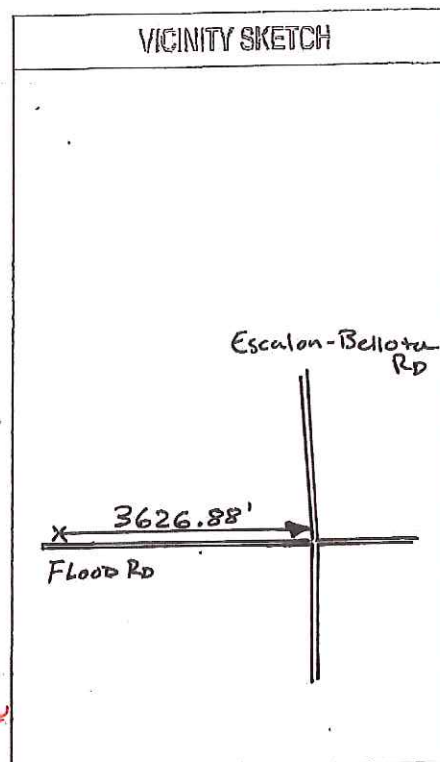 VICINITY SKETCH
Escalon-Bellota
RD
3626.88'
X
FLOOD RD